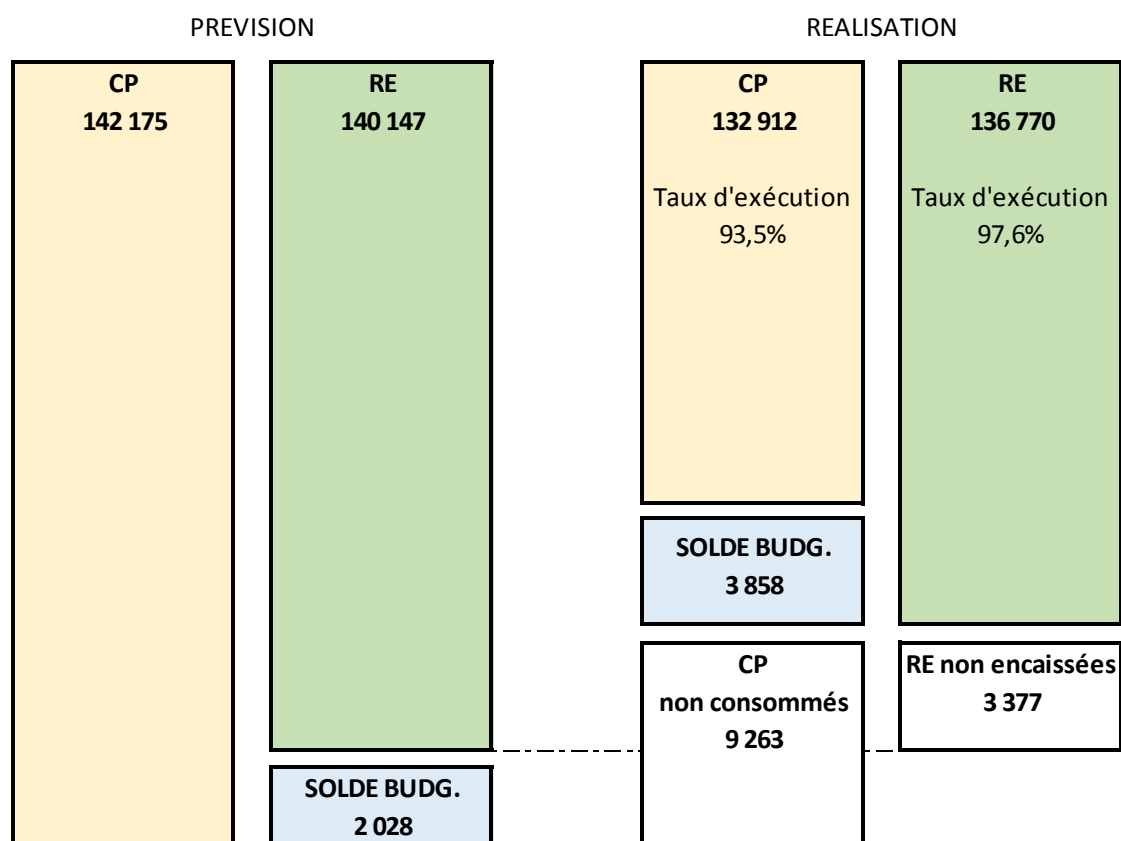 PREVISION
CP
142 175
RE
140 147
SOLDE BUDG.
2 028
REALISATION
CP
132 912
Taux d'exécution
93,5%
SOLDE BUDG.
3 858
CP
non consommés
9 263
RE
136 770
Taux d'exécution
97,6%
RE non encaissées
3 377